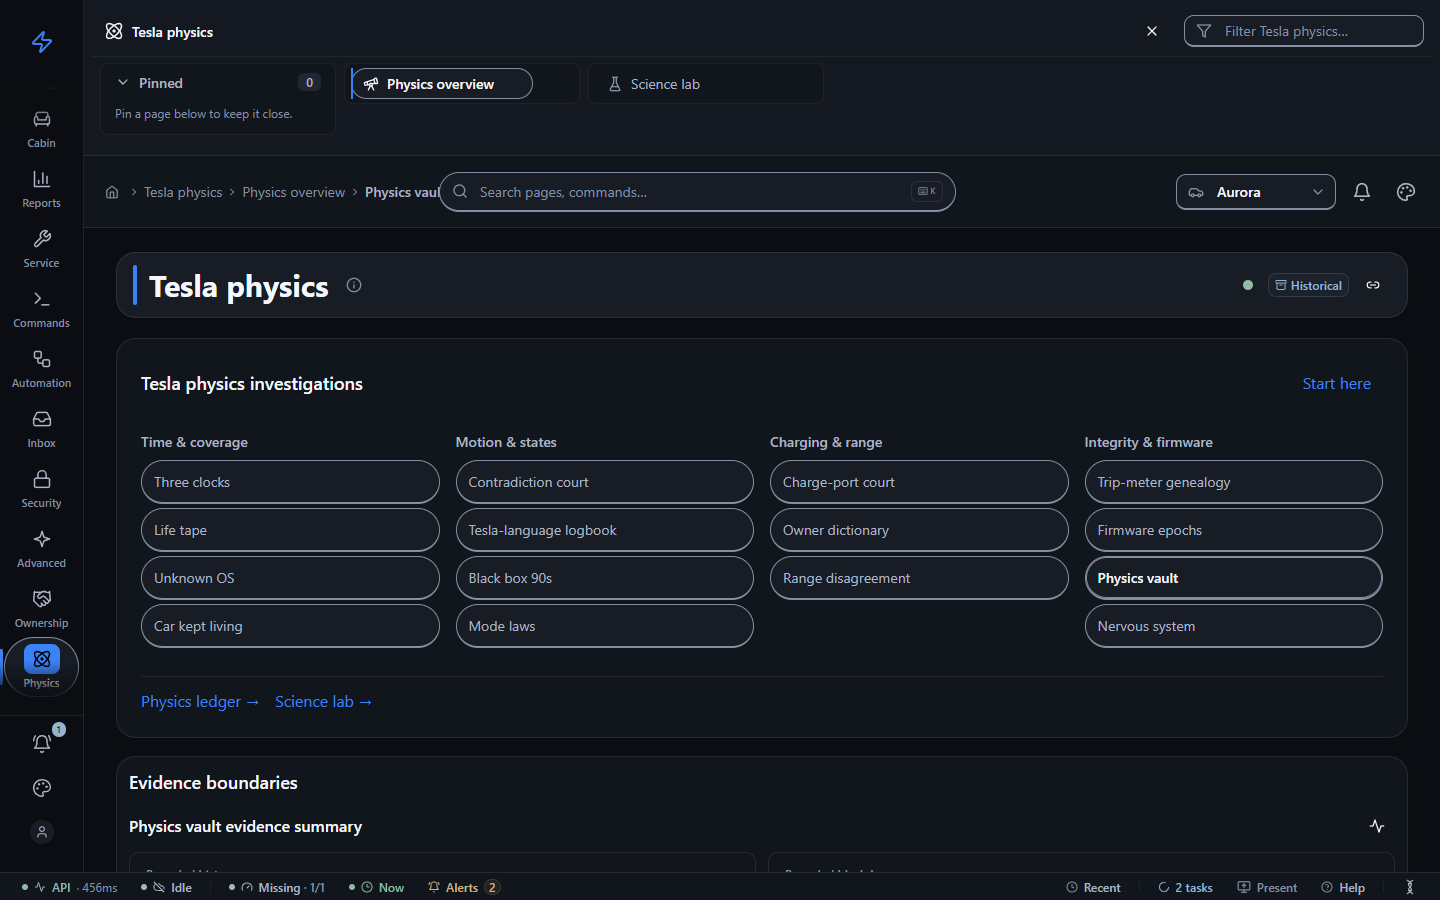 Tesla physics
Filter Tesla physics...
Pinned
0
Pin a page below to keep it close.
Physics overview
Science lab
Cabin
Reports
Service
Commands
Automation
Inbox
Security
Advanced
Ownership
Physics
1
Tesla physics
Physics overview
Physics vaul
Search pages, commands...
K
Aurora
Tesla physics
Historical
Tesla physics investigations
Start here
Time & coverage
Three clocks
Life tape
Unknown OS
Car kept living
Motion & states
Contradiction court
Tesla-language logbook
Black box 90s
Mode laws
Charging & range
Charge-port court
Owner dictionary
Range disagreement
Integrity & firmware
Trip-meter genealogy
Firmware epochs
Physics vault
Nervous system
Physics ledger →
Science lab →
Evidence boundaries
Physics vault evidence summary
API · 456ms
Idle
Missing · 1/1
Now
Alerts 2
Recent
2 tasks
Present
Help